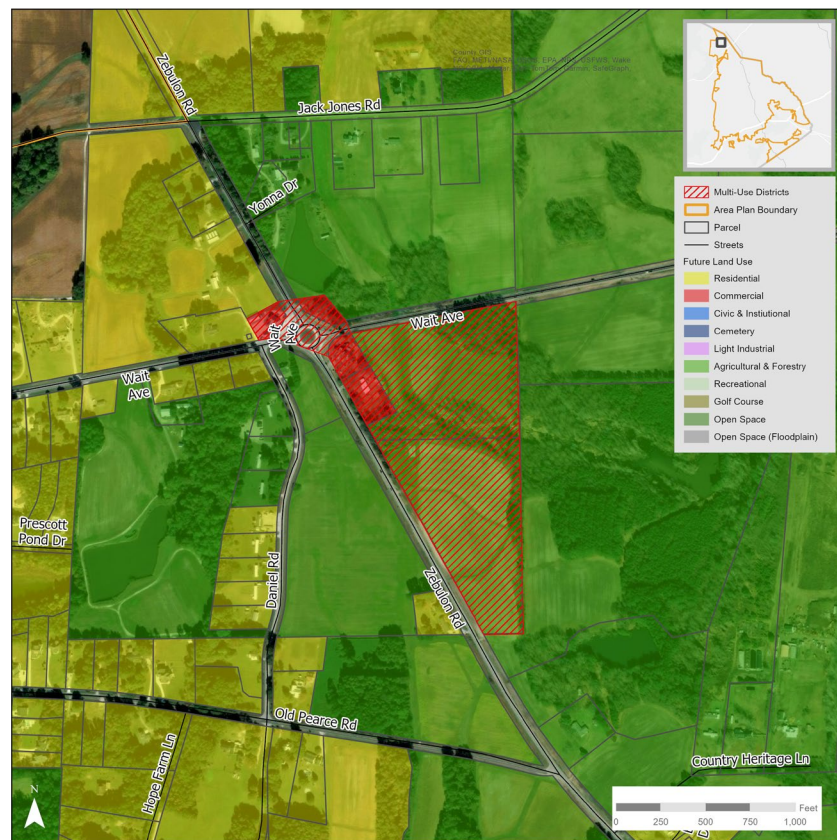 County GIS
Zebulon Rd
Jack Jones Rd
Yonna Dr
Wait Ave
Wait
Ave
Wait
Ave
Prescott
Pond Dr
Daniel Rd
Zebulon Rd
Old Pearce Rd
Hope Farm Ln
Country Heritage Ln
Multi-Use Districts
Area Plan Boundary
Parcel
Streets
Future Land Use
Residential
Commercial
Civic & Instiutional
Cemetery
Light Industrial
Agricultural & Forestry
Recreational
Golf Course
Open Space
Open Space (Floodplain)
N
Feet
0 250 500 750 1,000